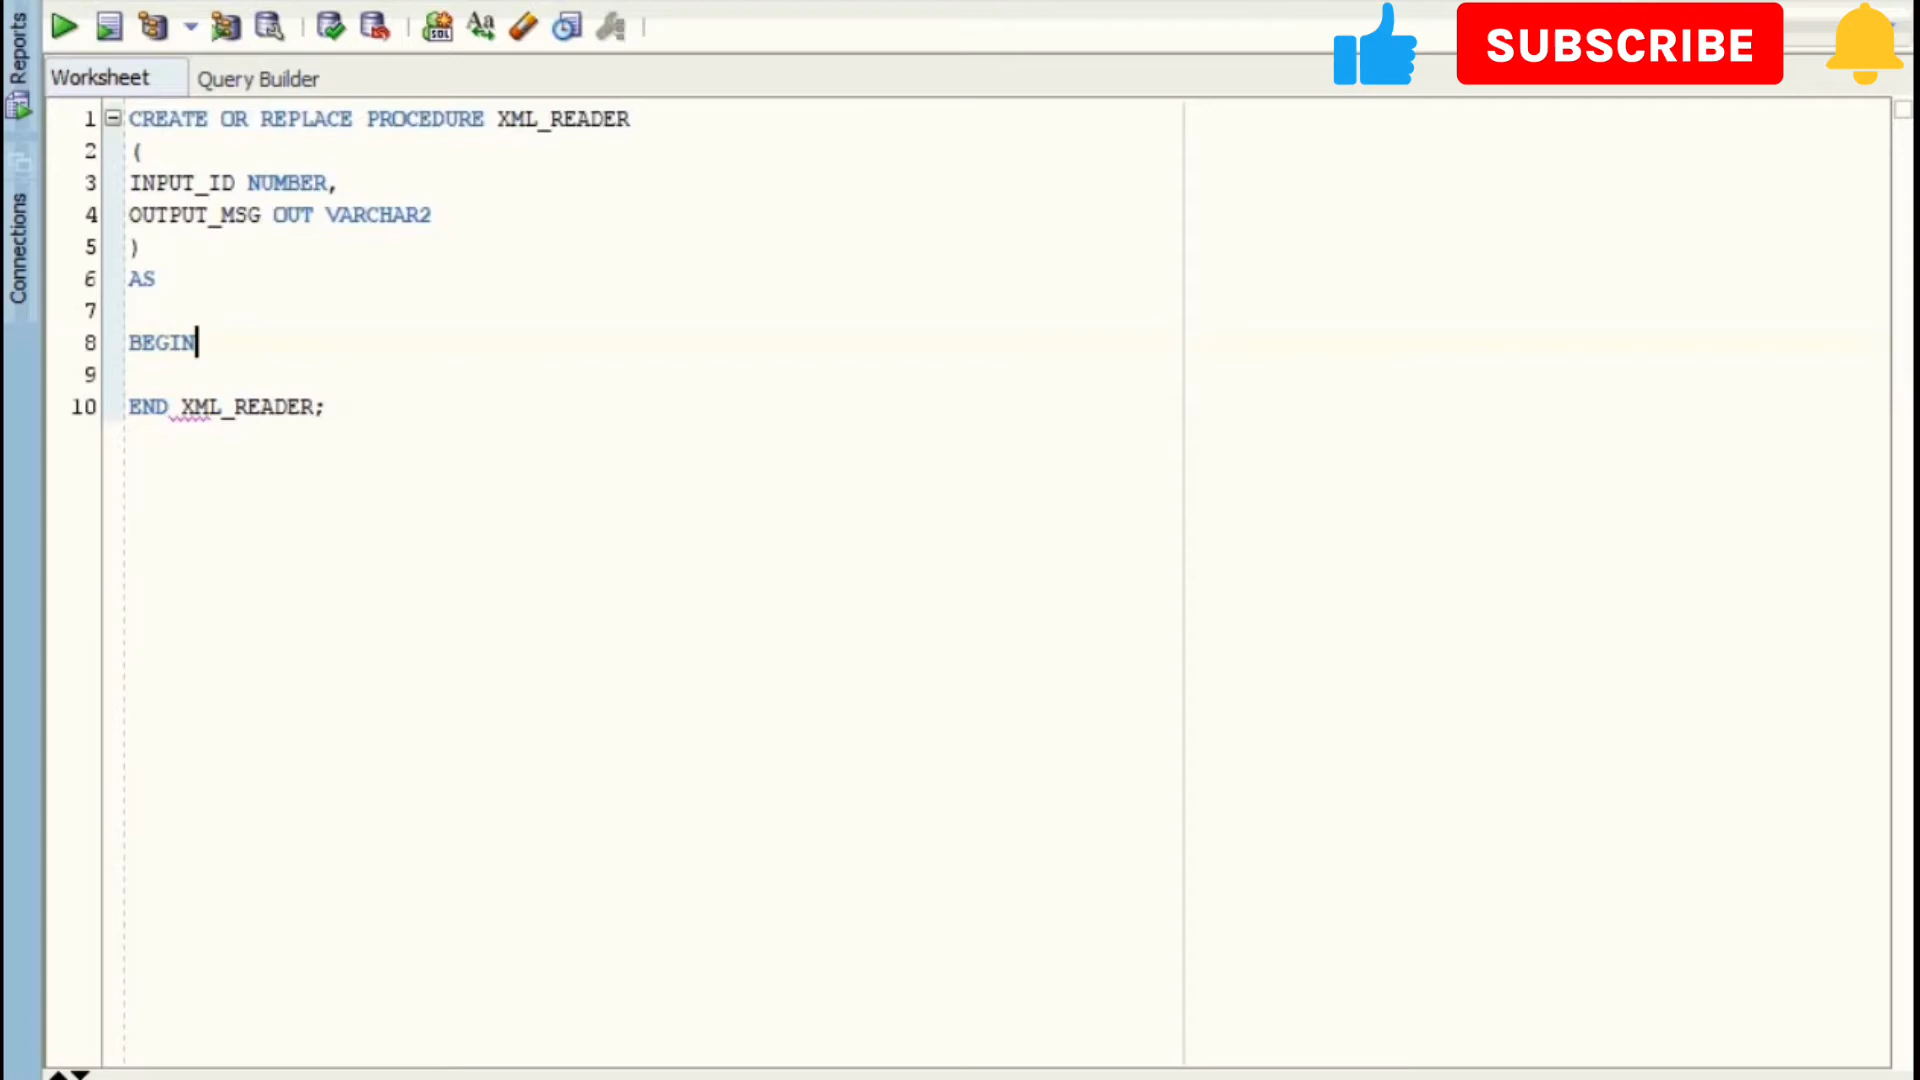 Reports
Connections
SUBSCRIBE
Worksheet
Query Builder
1 CREATE OR REPLACE PROCEDURE XML_READER
2 (
3 INPUT_ID NUMBER,
4 OUTPUT_MSG OUT VARCHAR2
5 )
6 AS
7
8 BEGIN
9
10 END XML_READER;